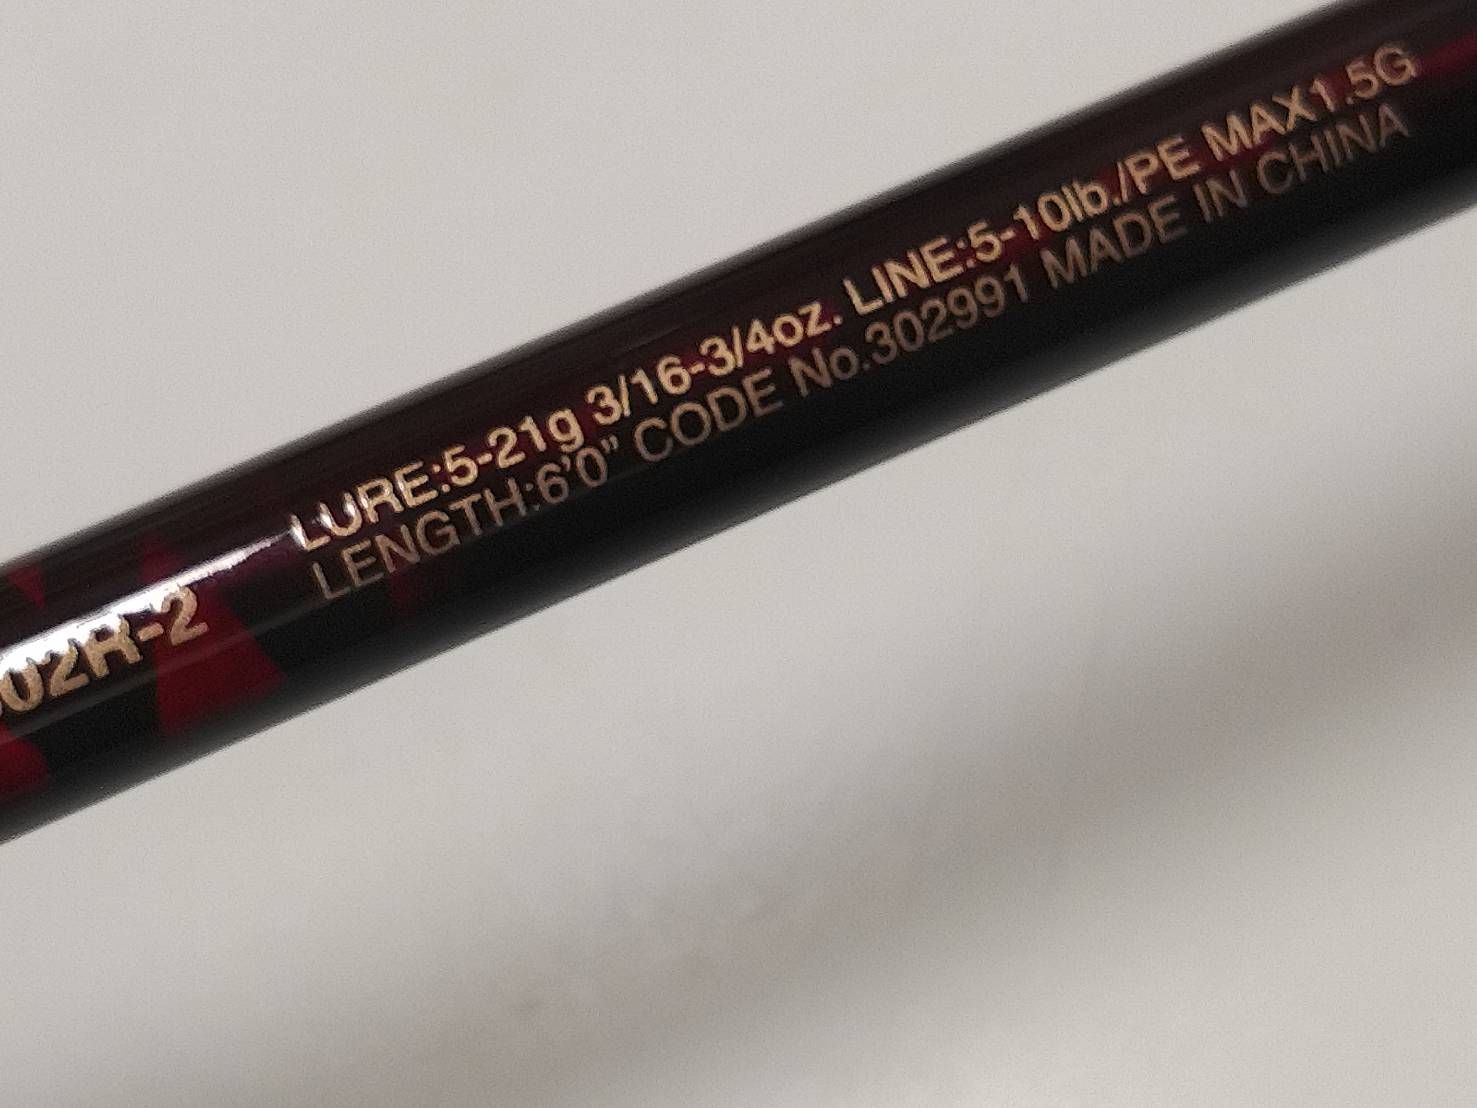 02R-2
LURE:5-21g 3/16-3/4oz. LINE:5-10lb./PE MAX1.5G
LENGTH:6'0" CODE No.302991 MADE IN CHINA